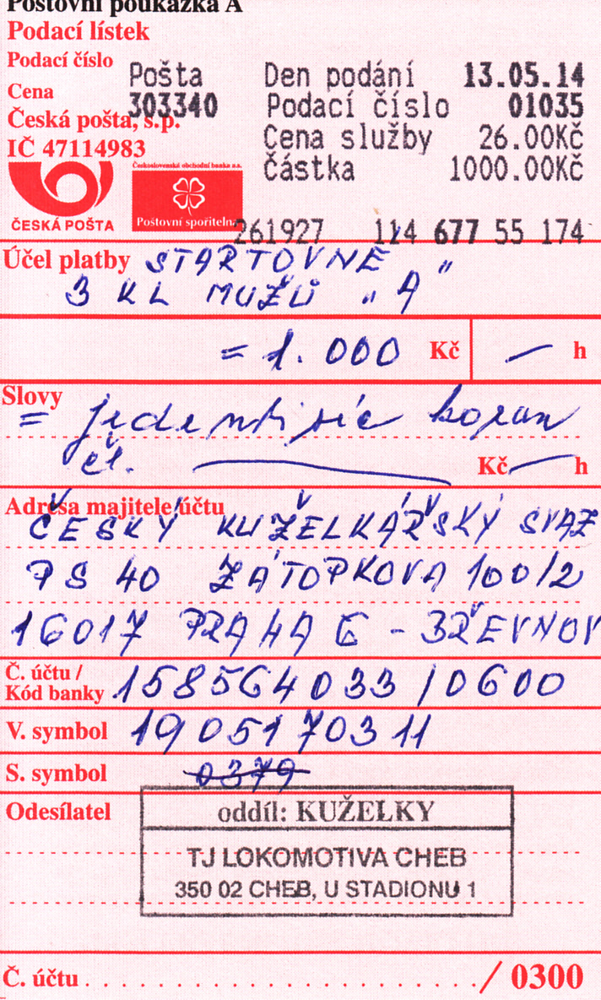 Poštovní poukázka A
Podací lístek
Podací číslo
Cena
Česká pošta, s.p.
IČ 47114983
Pošta
303340
Den podání 13.05.14
Podací číslo 01035
Cena služby 26.00Kč
Částka 1000.00Kč
ČESKÁ POŠTA
Československá obchodní banka a.s.
Poštovní spořitelna
261927 114 677 55 174
Účel platby STARTOVNÉ
3 KL MUŽŮ „A"
= 1.000 Kč — h
Slovy
= jedentisíc korun
čl. — Kč — h
Adresa majitele účtu
ČESKÝ KUŽELKÁŘSKÝ SVAZ
PS 40 ZÁTOPKOVA 100/2
16017 PRAHA 6 - BŘEVNOV
Č. účtu /
Kód banky 158564033 / 0600
V. symbol 1905170311
S. symbol 0379
Odesílatel
oddíl: KUŽELKY
TJ LOKOMOTIVA CHEB
350 02 CHEB, U STADIONU 1
Č. účtu . . . . . . . . . . . . . . . . . . . . . . / 0300